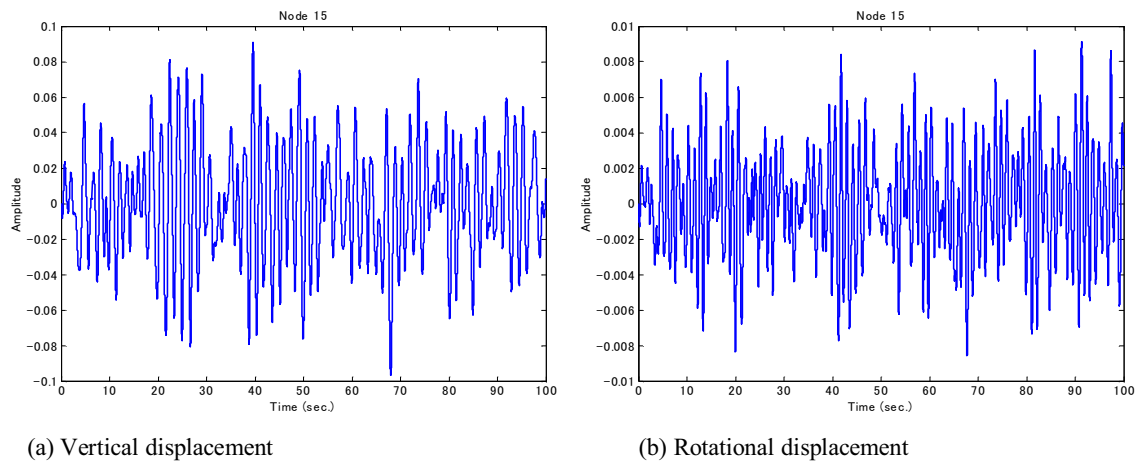 Node 15
0.1
0.08
0.06
0.04
0.02
0
−0.02
−0.04
−0.06
−0.08
−0.1
Amplitude
0 10 20 30 40 50 60 70 80 90 100
Time (sec.)
(a) Vertical displacement
Node 15
0.01
0.008
0.006
0.004
0.002
0
−0.002
−0.004
−0.006
−0.008
−0.01
Amplitude
0 10 20 30 40 50 60 70 80 90 100
Time (sec.)
(b) Rotational displacement